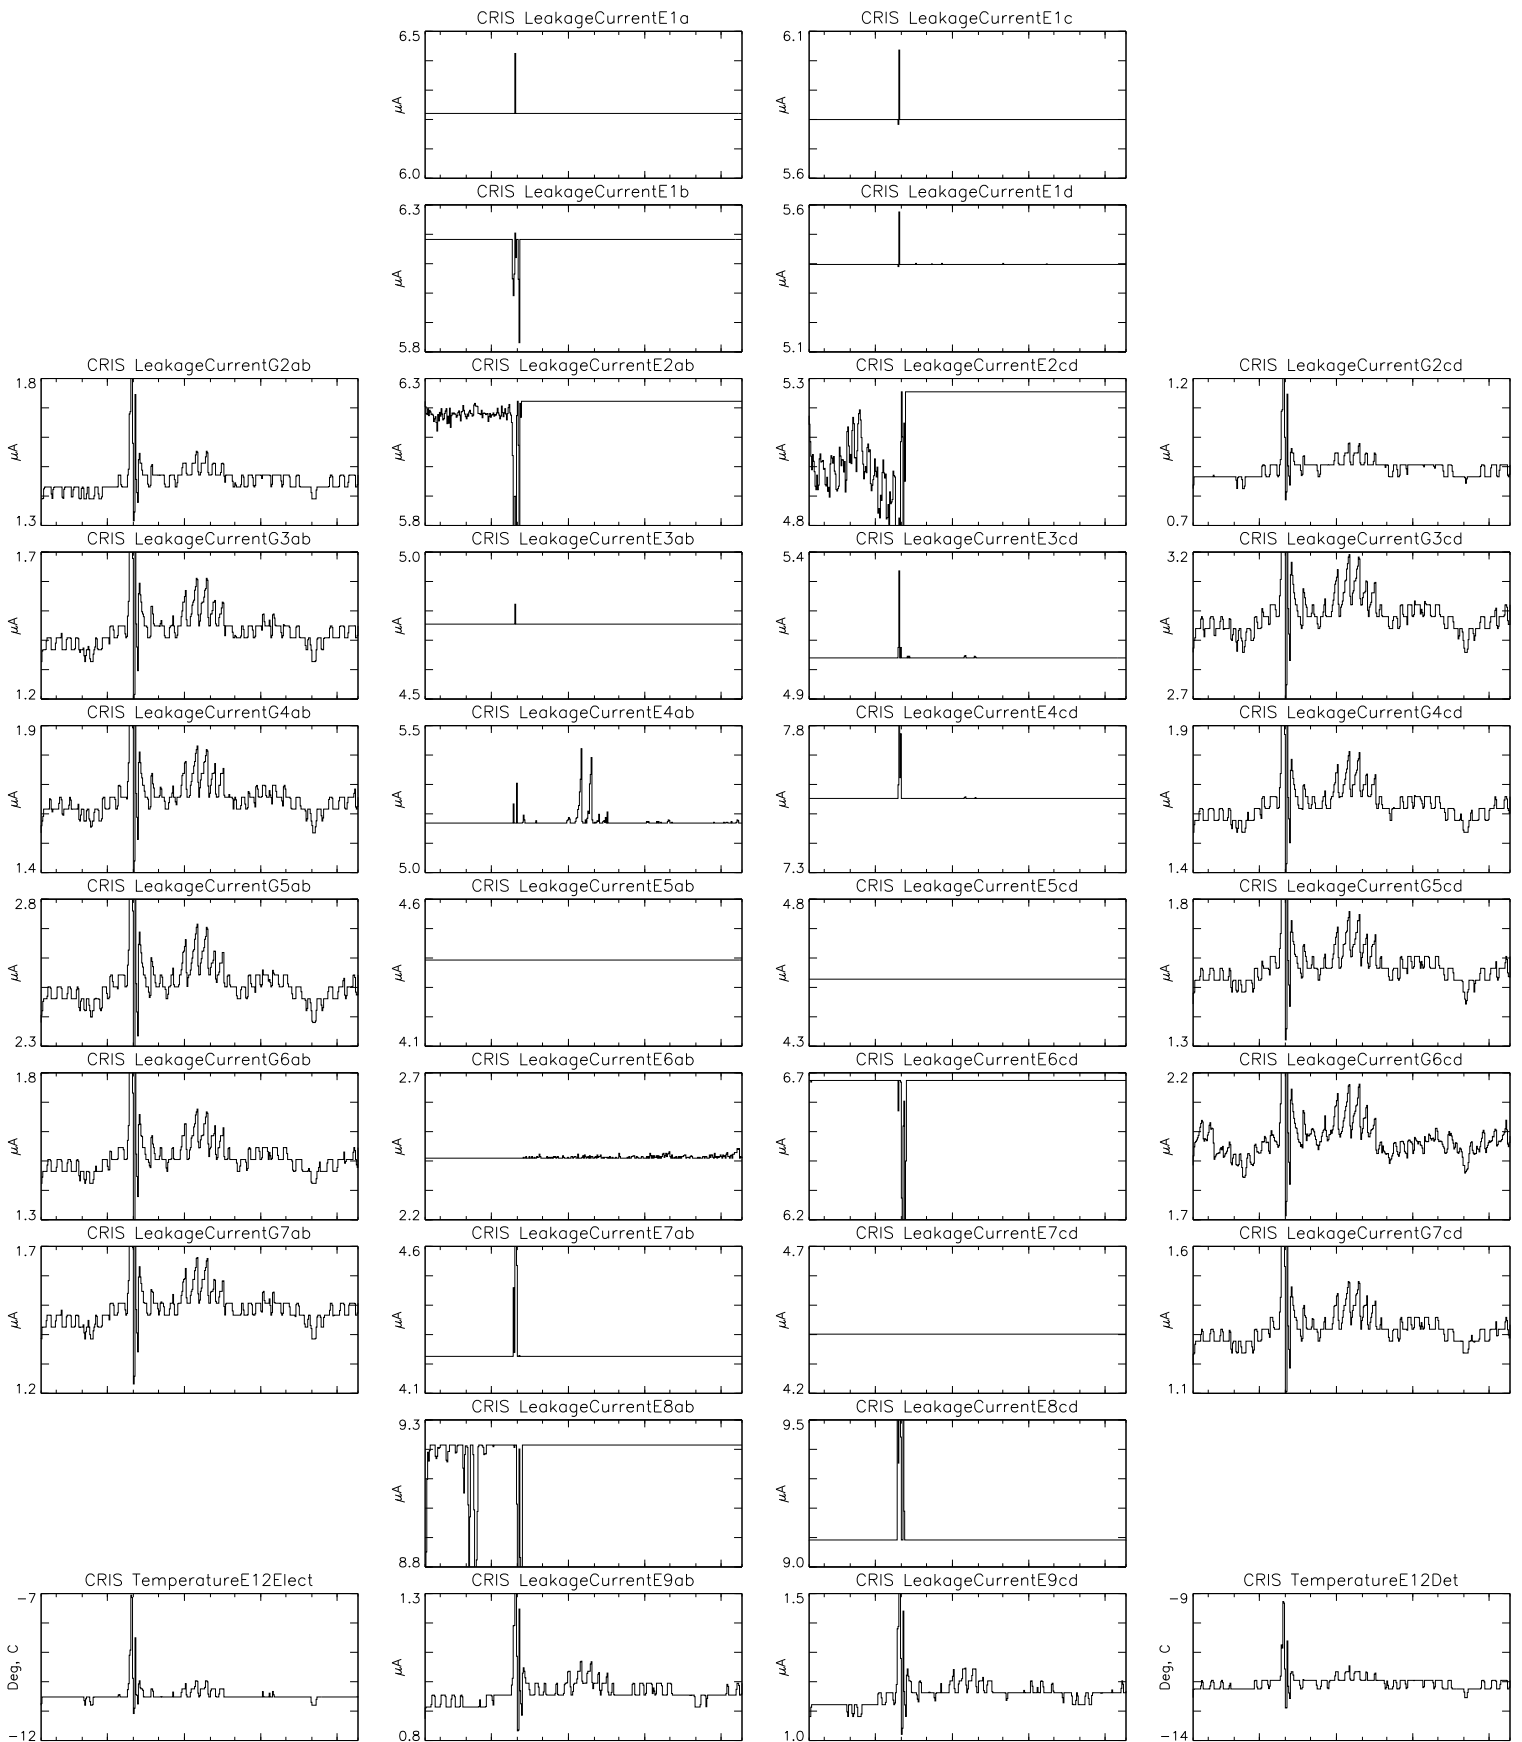 CRIS LeakageCurrentE1a
6.5
μA
6.0
CRIS LeakageCurrentE1c
6.1
μA
5.6
CRIS LeakageCurrentE1b
6.3
μA
5.8
CRIS LeakageCurrentE1d
5.6
μA
5.1
CRIS LeakageCurrentG2ab
1.8
μA
1.3
CRIS LeakageCurrentE2ab
6.3
μA
5.8
CRIS LeakageCurrentE2cd
5.3
μA
4.8
CRIS LeakageCurrentG2cd
1.2
μA
0.7
CRIS LeakageCurrentG3ab
1.7
μA
1.2
CRIS LeakageCurrentE3ab
5.0
μA
4.5
CRIS LeakageCurrentE3cd
5.4
μA
4.9
CRIS LeakageCurrentG3cd
3.2
μA
2.7
CRIS LeakageCurrentG4ab
1.9
μA
1.4
CRIS LeakageCurrentE4ab
5.5
μA
5.0
CRIS LeakageCurrentE4cd
7.8
μA
7.3
CRIS LeakageCurrentG4cd
1.9
μA
1.4
CRIS LeakageCurrentG5ab
2.8
μA
2.3
CRIS LeakageCurrentE5ab
4.6
μA
4.1
CRIS LeakageCurrentE5cd
4.8
μA
4.3
CRIS LeakageCurrentG5cd
1.8
μA
1.3
CRIS LeakageCurrentG6ab
1.8
μA
1.3
CRIS LeakageCurrentE6ab
2.7
μA
2.2
CRIS LeakageCurrentE6cd
6.7
μA
6.2
CRIS LeakageCurrentG6cd
2.2
μA
1.7
CRIS LeakageCurrentG7ab
1.7
μA
1.2
CRIS LeakageCurrentE7ab
4.6
μA
4.1
CRIS LeakageCurrentE7cd
4.7
μA
4.2
CRIS LeakageCurrentG7cd
1.6
μA
1.1
CRIS LeakageCurrentE8ab
9.3
μA
8.8
CRIS LeakageCurrentE8cd
9.5
μA
9.0
CRIS TemperatureE12Elect
-7
Deg, C
-12
CRIS LeakageCurrentE9ab
1.3
μA
0.8
CRIS LeakageCurrentE9cd
1.5
μA
1.0
CRIS TemperatureE12Det
-9
Deg, C
-14